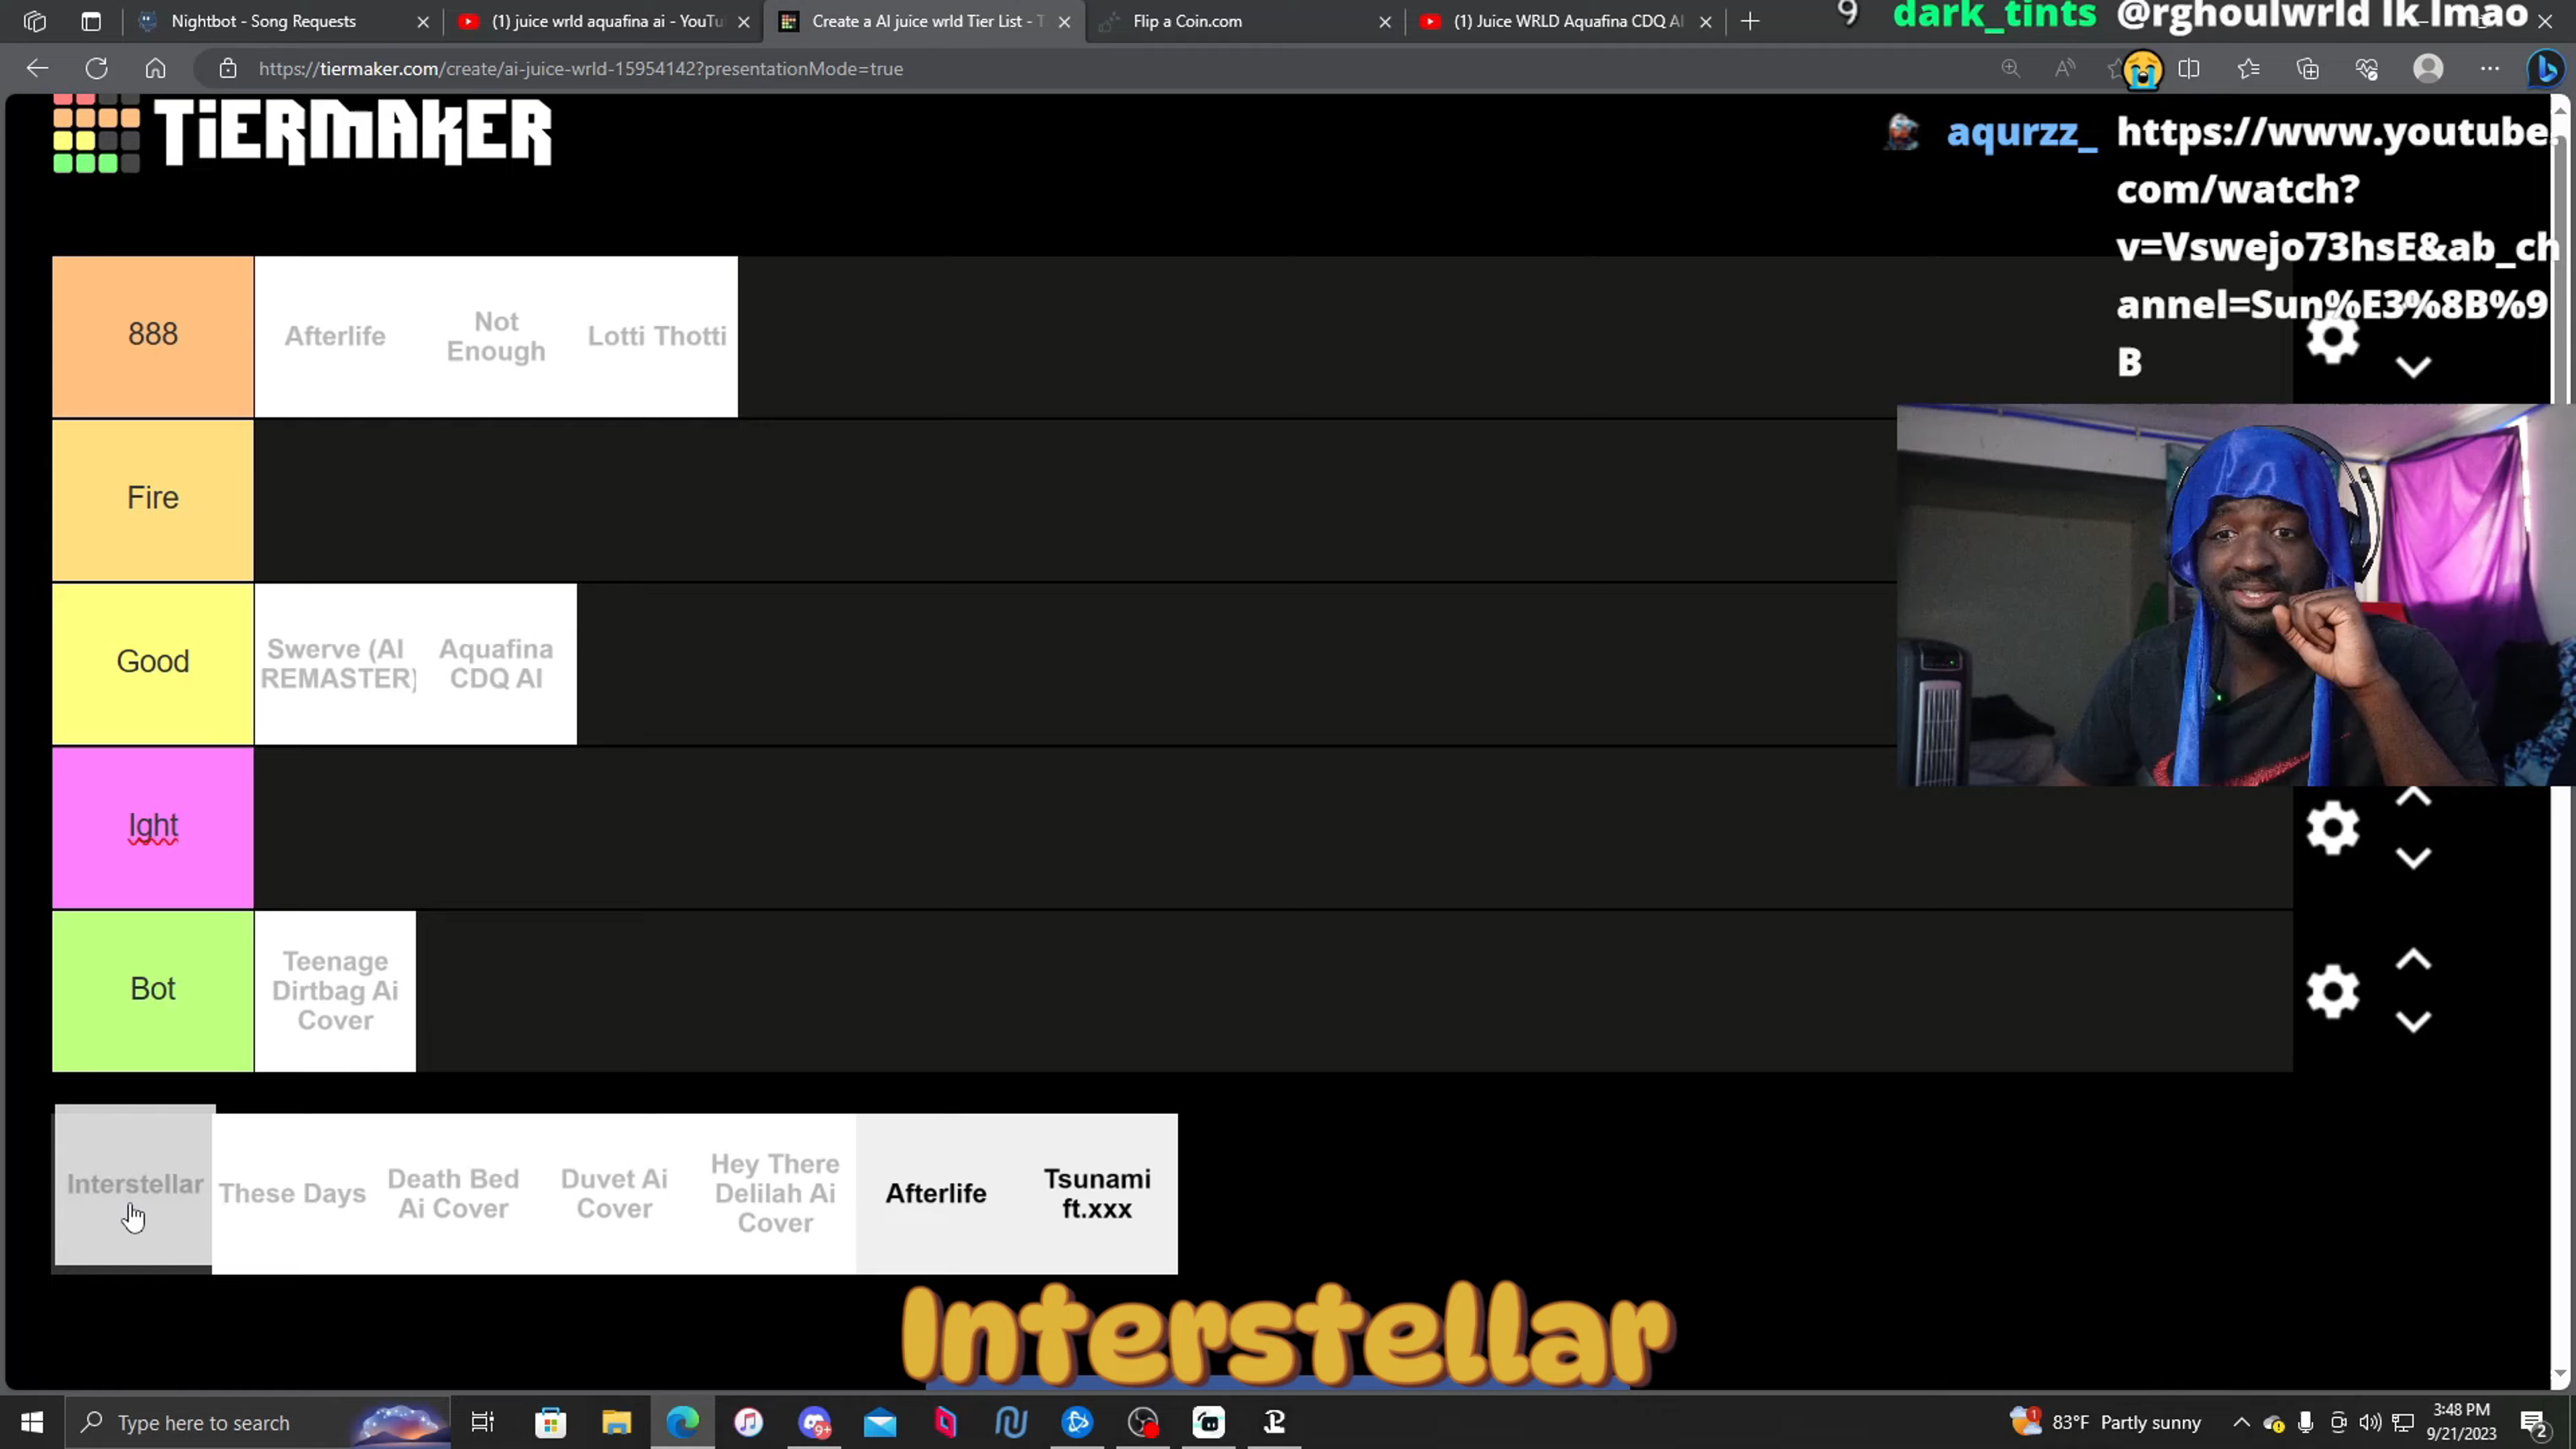 Nightbot - Song Requests
(1) juice wrld aquafina ai - YouTu
Create a AI juice wrld Tier List - T
Flip a Coin.com
(1) Juice WRLD Aquafina CDQ AI
9 dark_tints @rghoulwrld lk lmao
https://tiermaker.com/create/ai-juice-wrld-15954142?presentationMode=true
TiERMAKER
aqurzz_ https://www.youtube.
com/watch?
v=Vswejo73hsE&ab_ch
annel=Sun%E3%8B%9
B
888
Afterlife
Not
Enough
Lotti Thotti
Fire
Good
Swerve (AI
REMASTER)
Aquafina
CDQ AI
Ight
Bot
Teenage
Dirtbag Ai
Cover
Interstellar
These Days
Death Bed
Ai Cover
Duvet Ai
Cover
Hey There
Delilah Ai
Cover
Afterlife
Tsunami
ft.xxx
Interstellar
Type here to search
9+
1
83°F Partly sunny
3:48 PM
9/21/2023
2